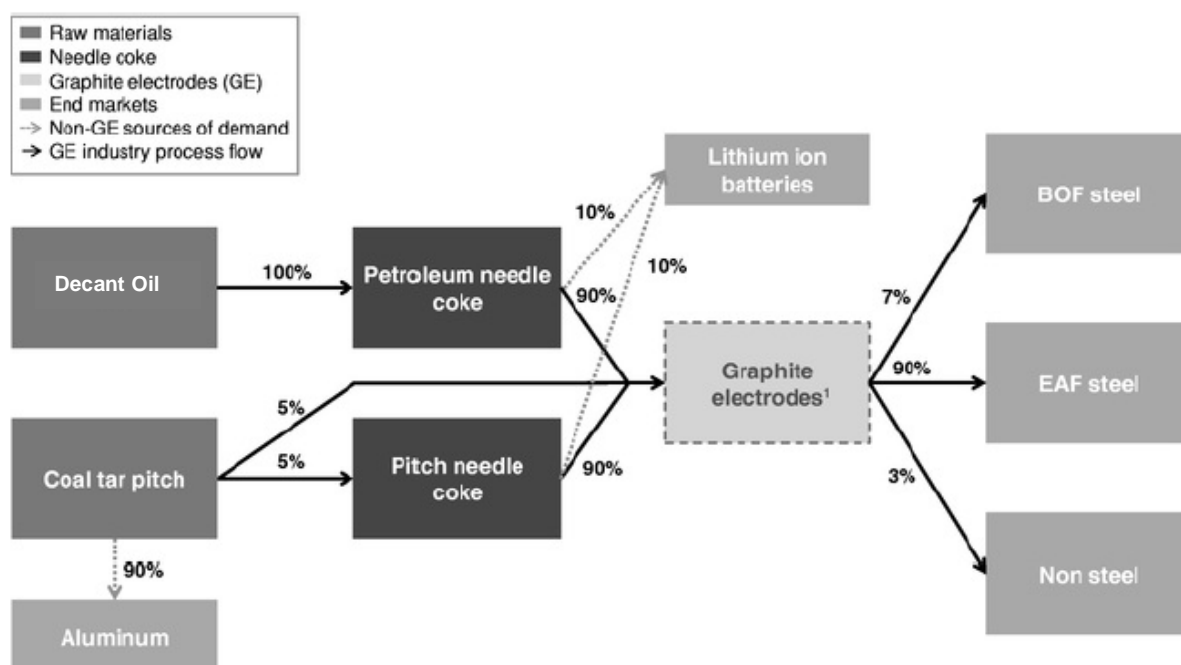 Raw materials
Needle coke
Graphite electrodes (GE)
End markets
Non-GE sources of demand
GE industry process flow
Lithium ion
batteries
BOF steel
10%
10%
Decant Oil
100%
Petroleum needle
coke
90%
7%
Graphite
electrodes¹
90%
EAF steel
5%
Coal tar pitch
5%
Pitch needle
coke
90%
3%
Non steel
90%
Aluminum